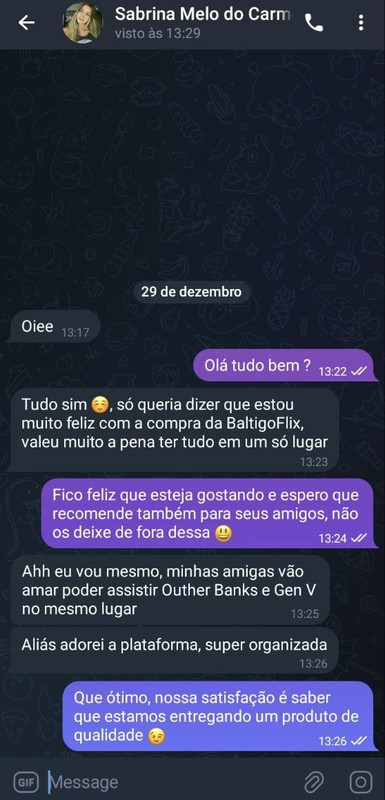 Sabrina Melo do Carm
visto às 13:29
29 de dezembro
Oiee 13:17
Olá tudo bem ? 13:22
Tudo sim ☺️, só queria dizer que estou
muito feliz com a compra da BaltigoFlix,
valeu muito a pena ter tudo em um só lugar
13:23
Fico feliz que esteja gostando e espero que
recomende também para seus amigos, não
os deixe de fora dessa 😃 13:24
Ahh eu vou mesmo, minhas amigas vão
amar poder assistir Outher Banks e Gen V
no mesmo lugar 13:25
Aliás adorei a plataforma, super organizada
13:26
Que ótimo, nossa satisfação é saber
que estamos entregando um produto de
qualidade 😉 13:26
GIF Message